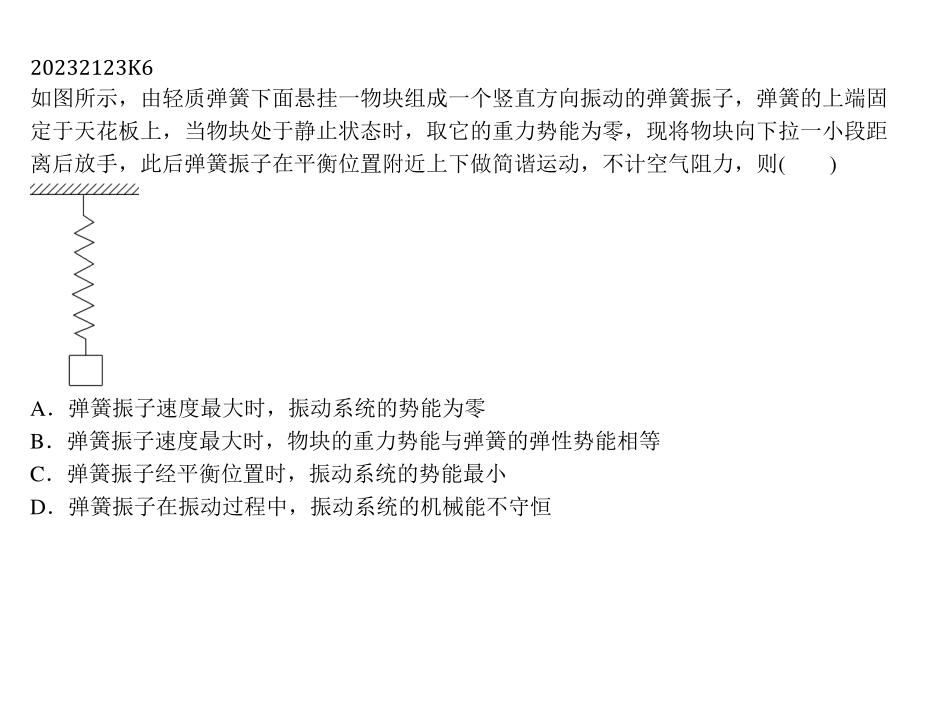 20232123K6
如图所示，由轻质弹簧下面悬挂一物块组成一个竖直方向振动的弹簧振子，弹簧的上端固
定于天花板上，当物块处于静止状态时，取它的重力势能为零，现将物块向下拉一小段距
离后放手，此后弹簧振子在平衡位置附近上下做简谐运动，不计空气阻力，则(　　)
A．弹簧振子速度最大时，振动系统的势能为零
B．弹簧振子速度最大时，物块的重力势能与弹簧的弹性势能相等
C．弹簧振子经平衡位置时，振动系统的势能最小
D．弹簧振子在振动过程中，振动系统的机械能不守恒